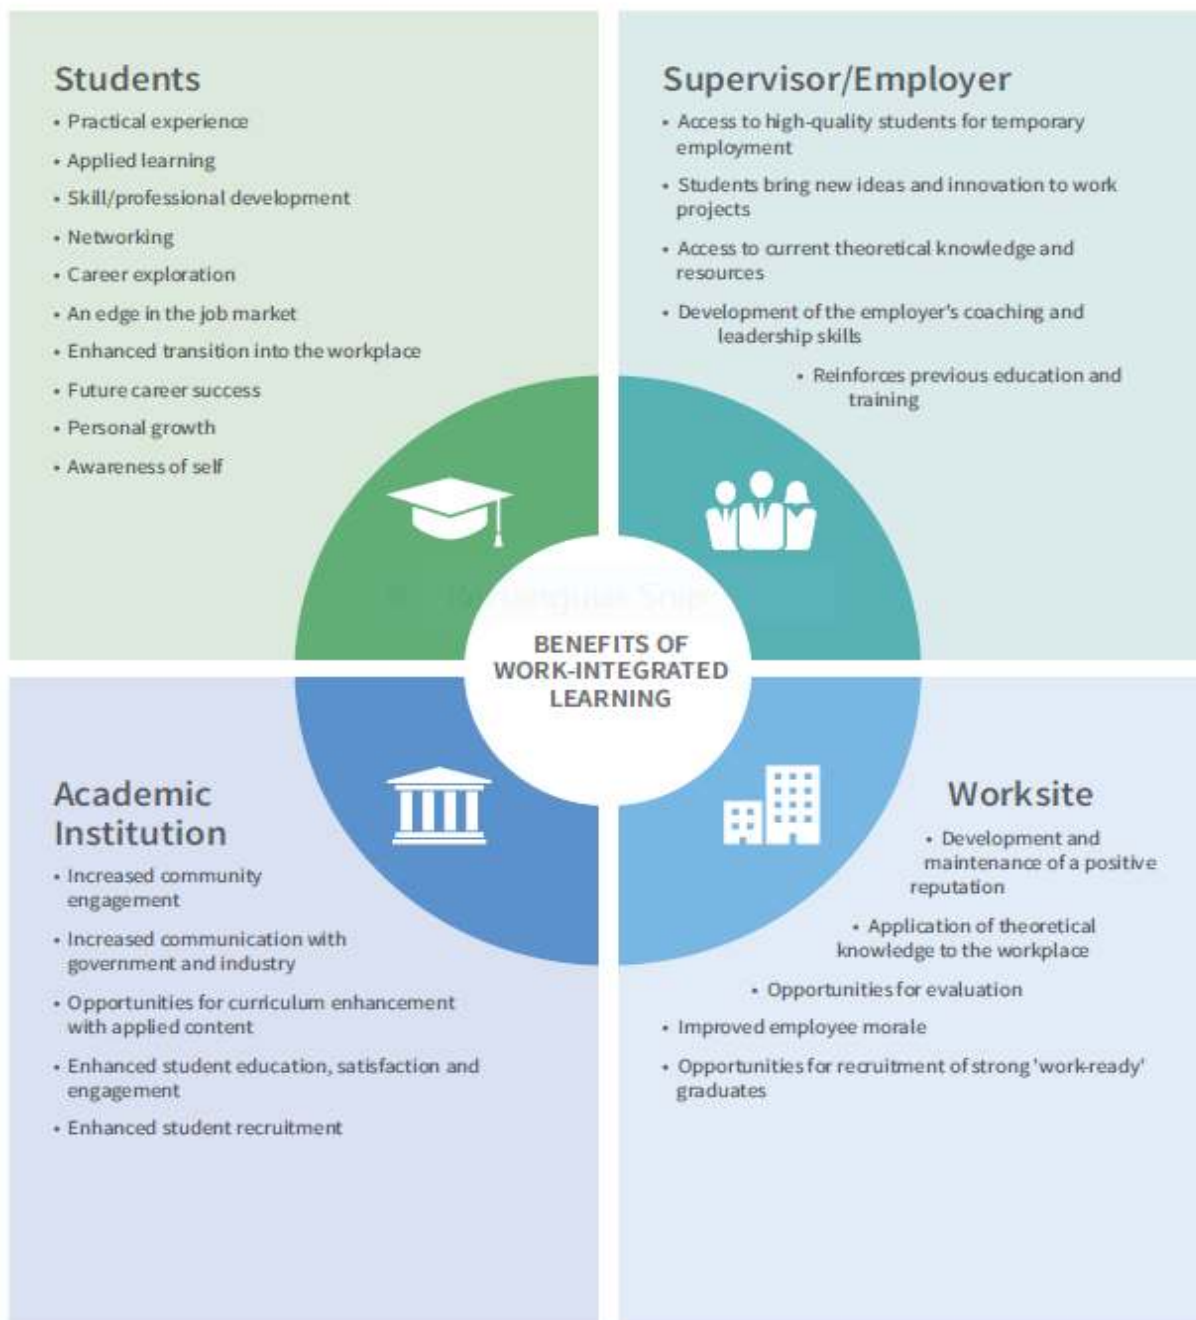 Students
• Practical experience
• Applied learning
• Skill/professional development
• Networking
• Career exploration
• An edge in the job market
• Enhanced transition into the workplace
• Future career success
• Personal growth
• Awareness of self
Supervisor/Employer
• Access to high-quality students for temporary
employment
• Students bring new ideas and innovation to work
projects
• Access to current theoretical knowledge and
resources
• Development of the employer's coaching and
leadership skills
• Reinforces previous education and
training
BENEFITS OF
WORK-INTEGRATED
LEARNING
Academic
Institution
• Increased community
engagement
• Increased communication with
government and industry
• Opportunities for curriculum enhancement
with applied content
• Enhanced student education, satisfaction and
engagement
• Enhanced student recruitment
Worksite
• Development and
maintenance of a positive
reputation
• Application of theoretical
knowledge to the workplace
• Opportunities for evaluation
• Improved employee morale
• Opportunities for recruitment of strong 'work-ready'
graduates